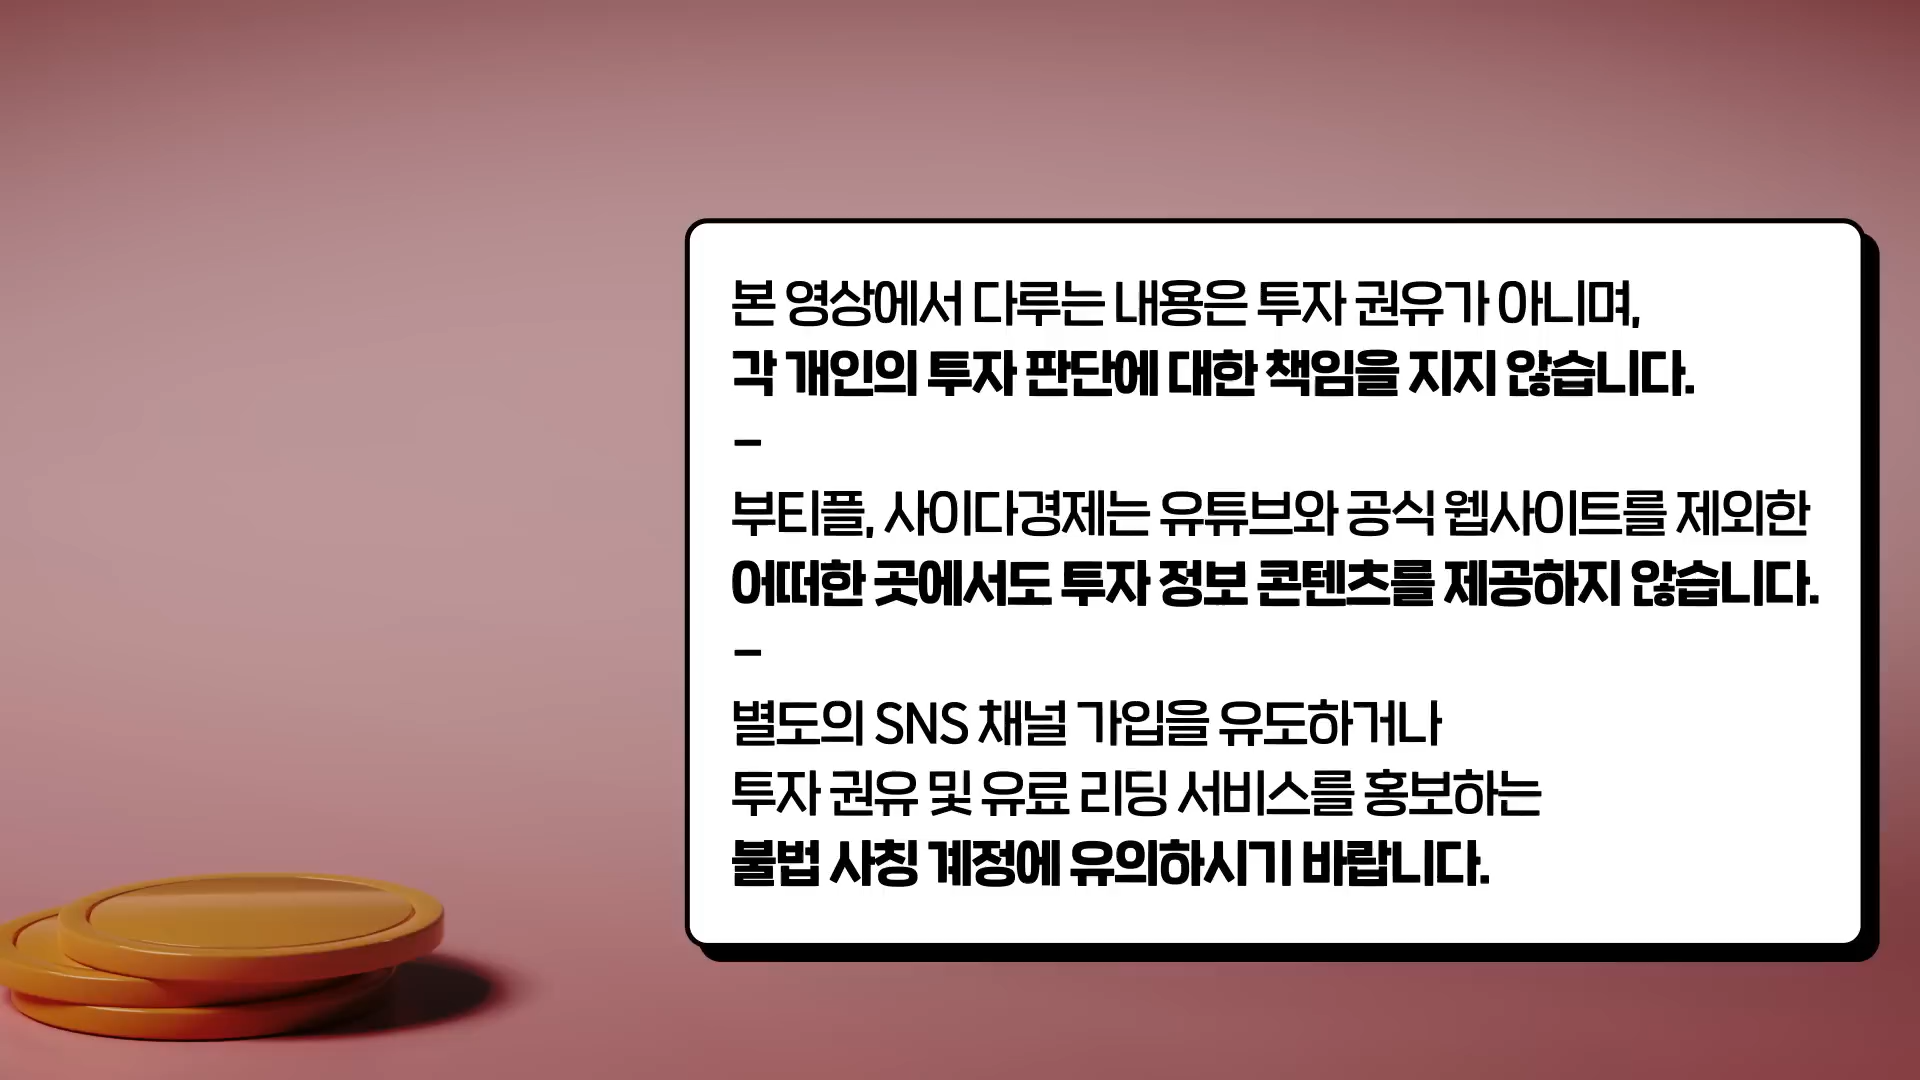 본 영상에서 다루는 내용은 투자 권유가 아니며,
각 개인의 투자 판단에 대한 책임을 지지 않습니다.
–
부티플, 사이다경제는 유튜브와 공식 웹사이트를 제외한
어떠한 곳에서도 투자 정보 콘텐츠를 제공하지 않습니다.
–
별도의 SNS 채널 가입을 유도하거나
투자 권유 및 유료 리딩 서비스를 홍보하는
불법 사칭 계정에 유의하시기 바랍니다.